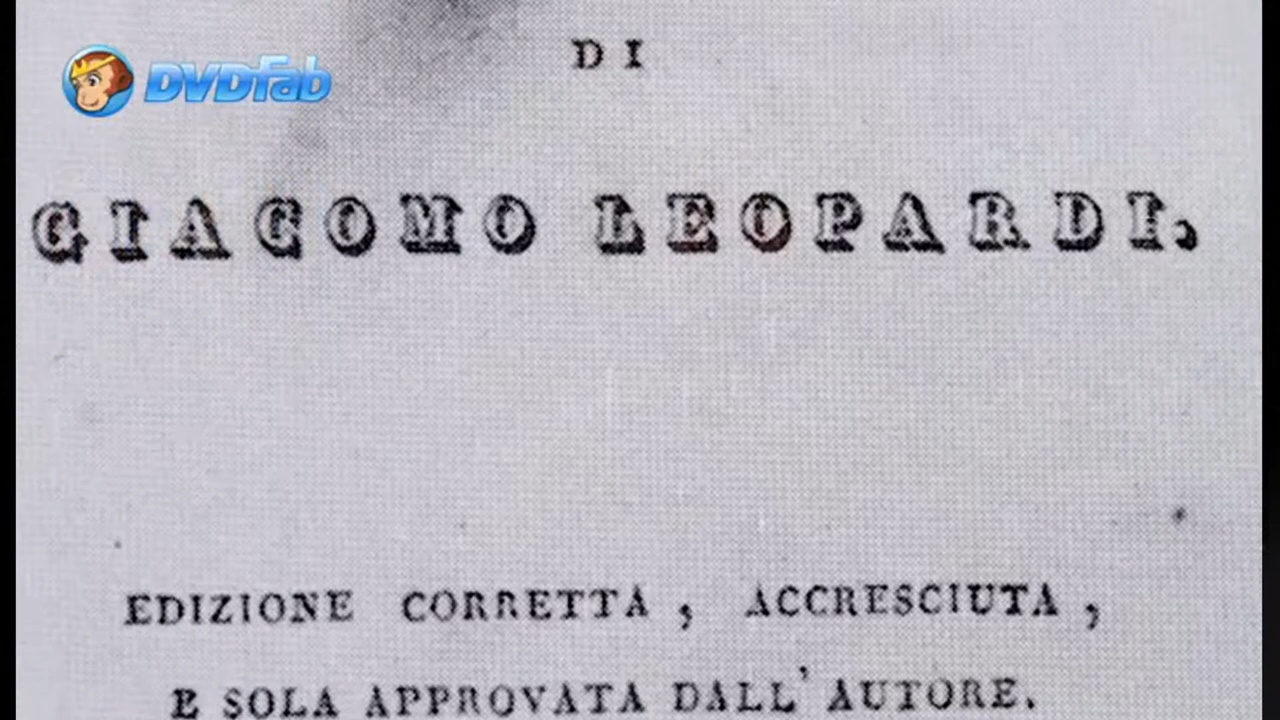 DVDFab
DI
GIACOMO LEOPARDI,
EDIZIONE CORRETTA, ACCRESCIUTA,
E SOLA APPROVATA DALL' AUTORE.